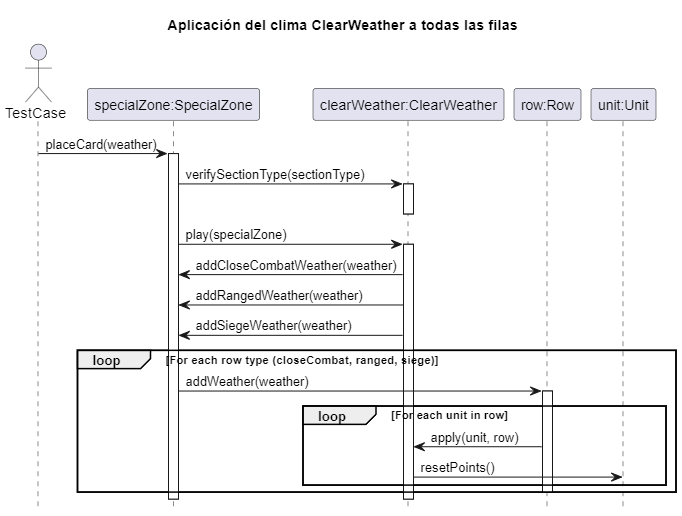 Aplicación del clima ClearWeather a todas las filas
TestCase
specialZone:SpecialZone
clearWeather:ClearWeather
row:Row
unit:Unit
placeCard(weather)
verifySectionType(sectionType)
play(specialZone)
addCloseCombatWeather(weather)
addRangedWeather(weather)
addSiegeWeather(weather)
loop [For each row type (closeCombat, ranged, siege)]
addWeather(weather)
loop [For each unit in row]
apply(unit, row)
resetPoints()